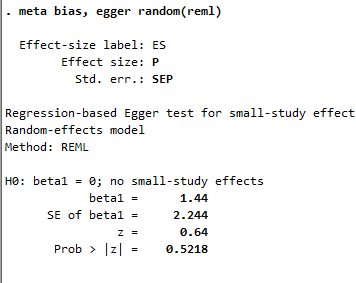 . meta bias, egger random(reml)
Effect-size label: ES
Effect size: P
Std. err.: SEP
Regression-based Egger test for small-study effect
Random-effects model
Method: REML
H0: beta1 = 0; no small-study effects
beta1 = 1.44
SE of beta1 = 2.244
z = 0.64
Prob > |z| = 0.5218